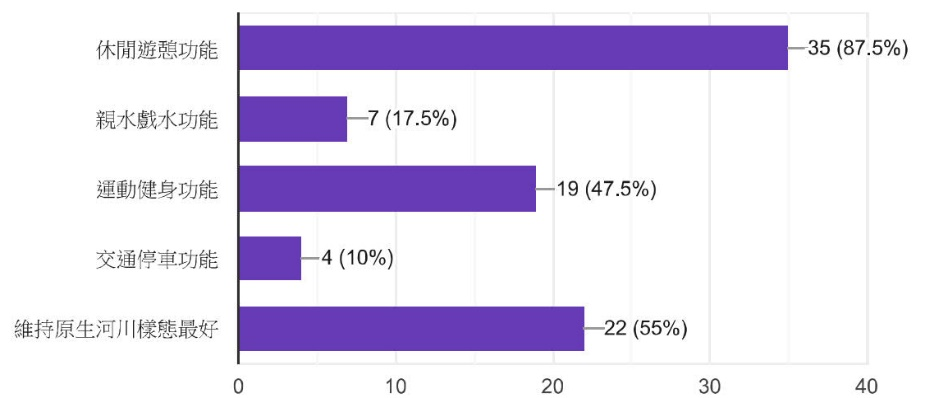 休閒遊憩功能
35 (87.5%)
親水戲水功能
7 (17.5%)
運動健身功能
19 (47.5%)
交通停車功能
4 (10%)
維持原生河川樣態最好
22 (55%)
0 10 20 30 40